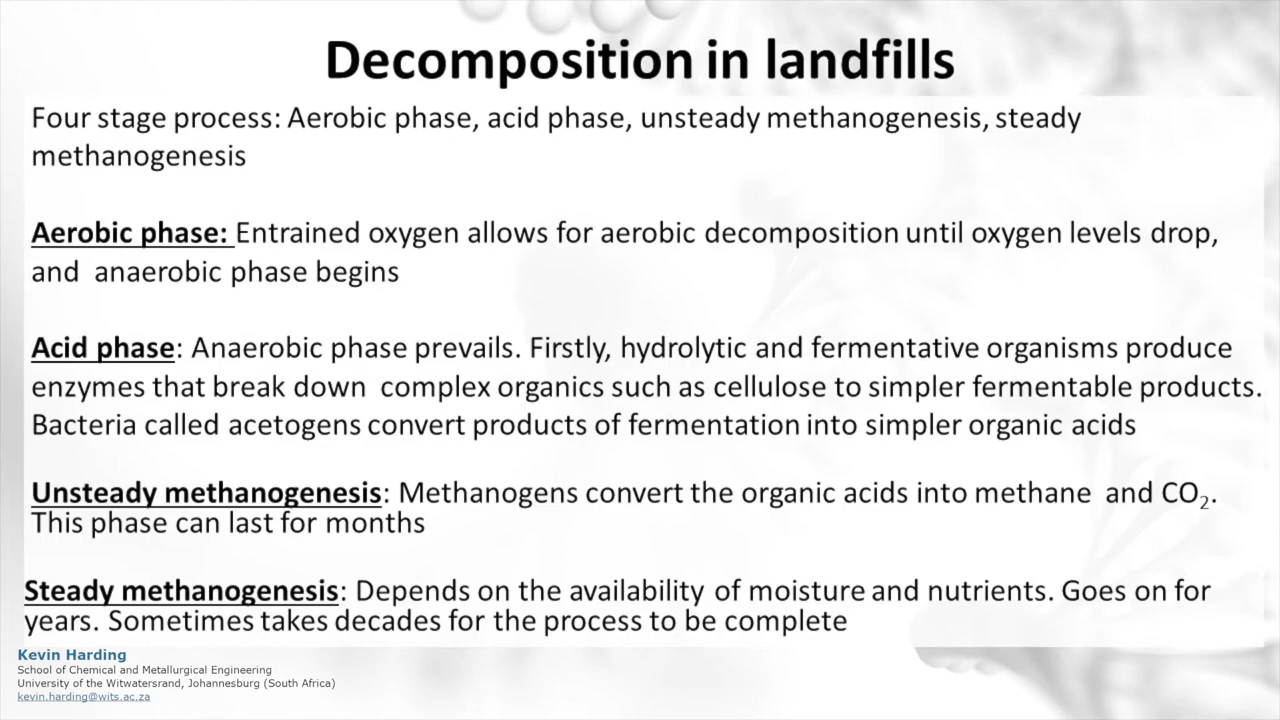 Decomposition in landfills
Four stage process: Aerobic phase, acid phase, unsteady methanogenesis, steady
methanogenesis
Aerobic phase: Entrained oxygen allows for aerobic decomposition until oxygen levels drop,
and  anaerobic phase begins
Acid phase: Anaerobic phase prevails. Firstly, hydrolytic and fermentative organisms produce
enzymes that break down  complex organics such as cellulose to simpler fermentable products.
Bacteria called acetogens convert products of fermentation into simpler organic acids
Unsteady methanogenesis: Methanogens convert the organic acids into methane  and CO₂.
This phase can last for months
Steady methanogenesis: Depends on the availability of moisture and nutrients. Goes on for
years. Sometimes takes decades for the process to be complete
Kevin Harding
School of Chemical and Metallurgical Engineering
University of the Witwatersrand, Johannesburg (South Africa)
kevin.harding@wits.ac.za